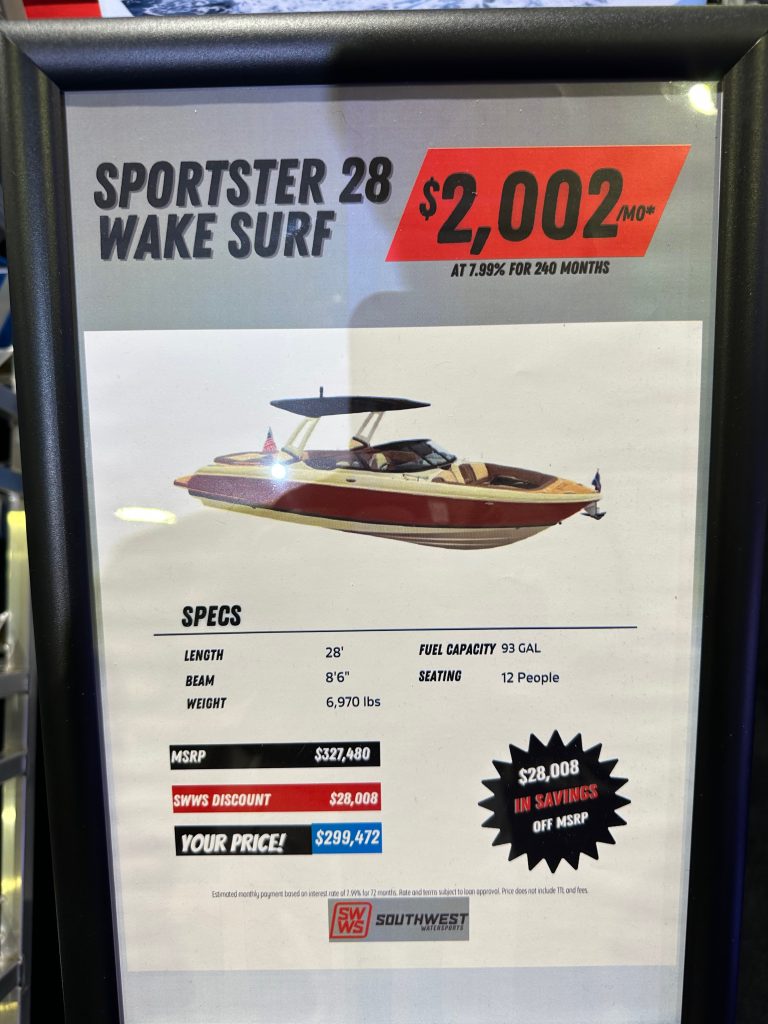 SPORTSTER 28
WAKE SURF
$2,002/MO*
AT 7.99% FOR 240 MONTHS
SPECS
LENGTH 28'
BEAM 8'6"
WEIGHT 6,970 lbs
FUEL CAPACITY 93 GAL
SEATING 12 People
MSRP $327,480
SWWS DISCOUNT $28,008
YOUR PRICE! $299,472
$28,008
IN SAVINGS
OFF MSRP
Estimated monthly payment based on interest rate of 7.99% for 72 months. Rate and terms subject to loan approval. Price does not include TTL and fees.
SW
WS
SOUTHWEST
WATERSPORTS